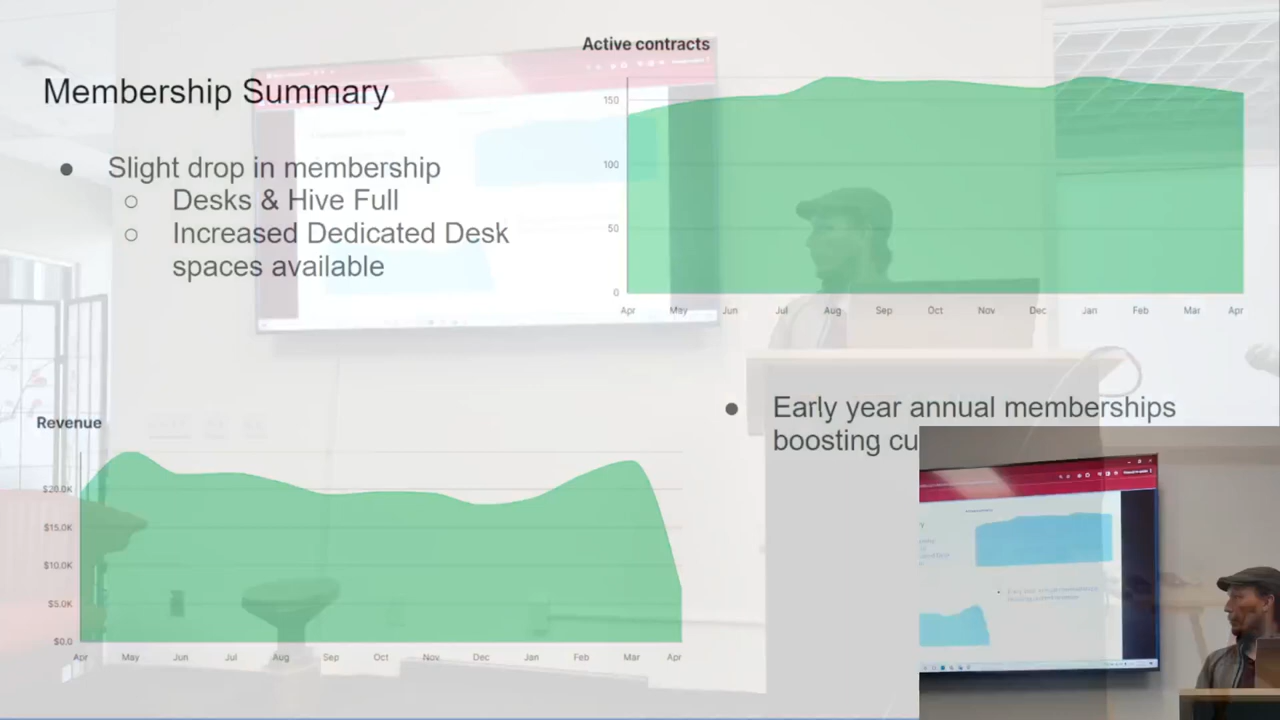 Membership Summary
● Slight drop in membership
○ Desks & Hive Full
○ Increased Dedicated Desk
spaces available
Active contracts
150
100
50
0
Apr May Jun Jul Aug Sep Oct Nov Dec Jan Feb Mar Apr
● Early year annual memberships
boosting
Revenue
$20.0K
$15.0K
$10.0K
$5.0K
$0.0
Apr May Jun Jul Aug Sep Oct Nov Dec Jan Feb Mar Apr